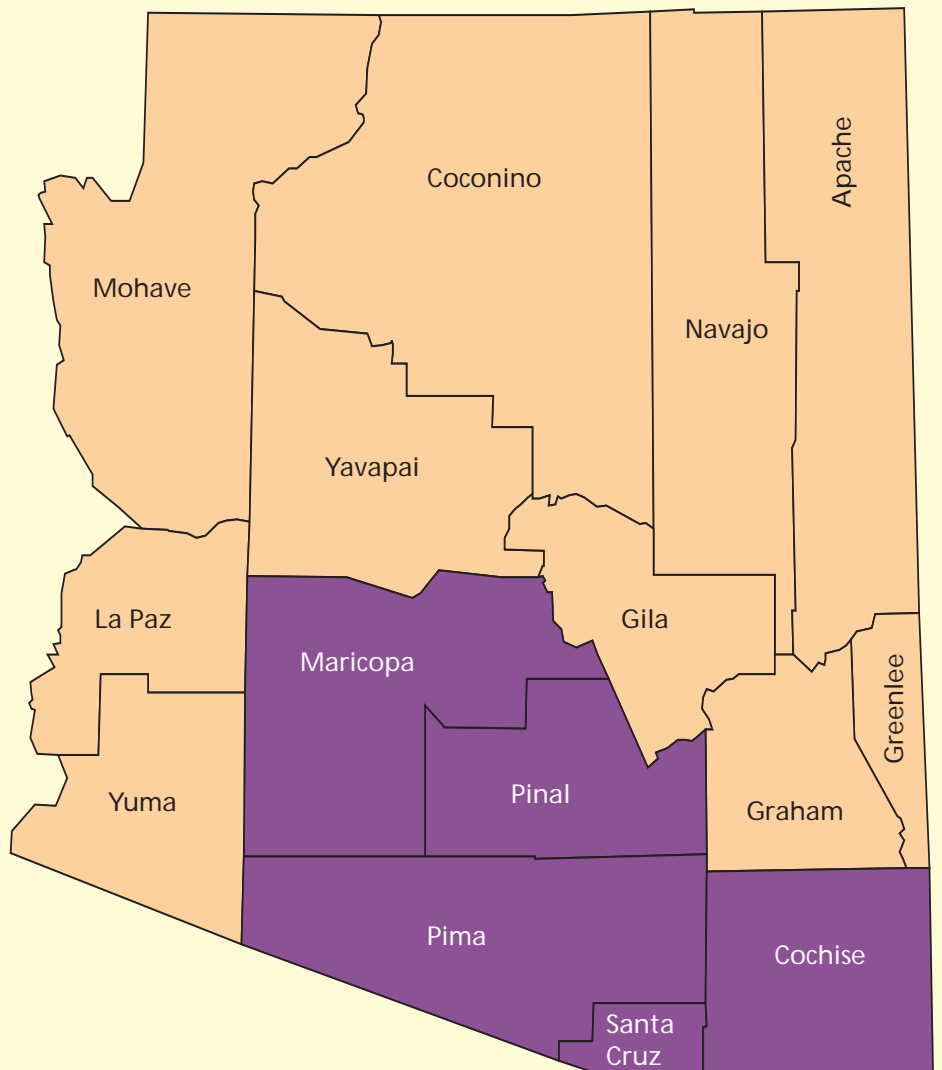 Apache
Coconino
Mohave
Navajo
Yavapai
La Paz
Gila
Maricopa
Greenlee
Yuma
Pinal
Graham
Pima
Cochise
Santa
Cruz